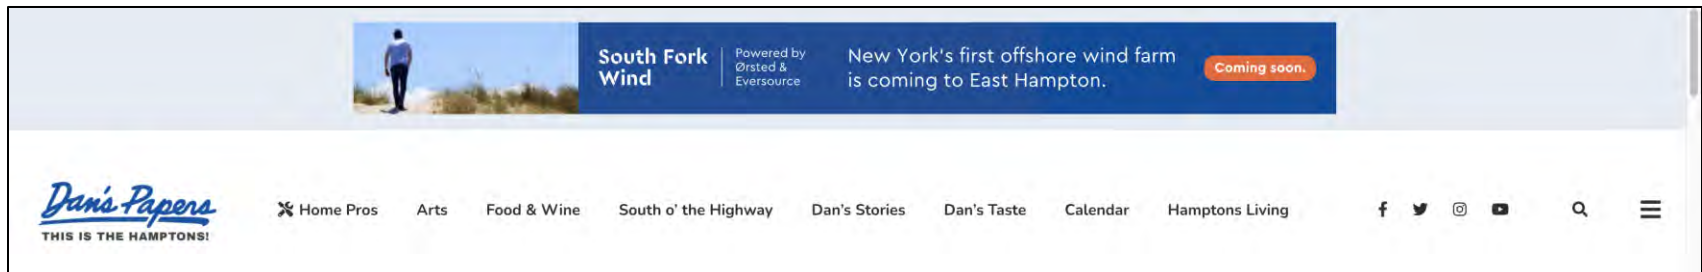 South Fork
Wind
Powered by
Ørsted &
Eversource
New York's first offshore wind farm
is coming to East Hampton.
Coming soon.
Dan's Papers
THIS IS THE HAMPTONS!
Home Pros
Arts
Food & Wine
South o' the Highway
Dan's Stories
Dan's Taste
Calendar
Hamptons Living